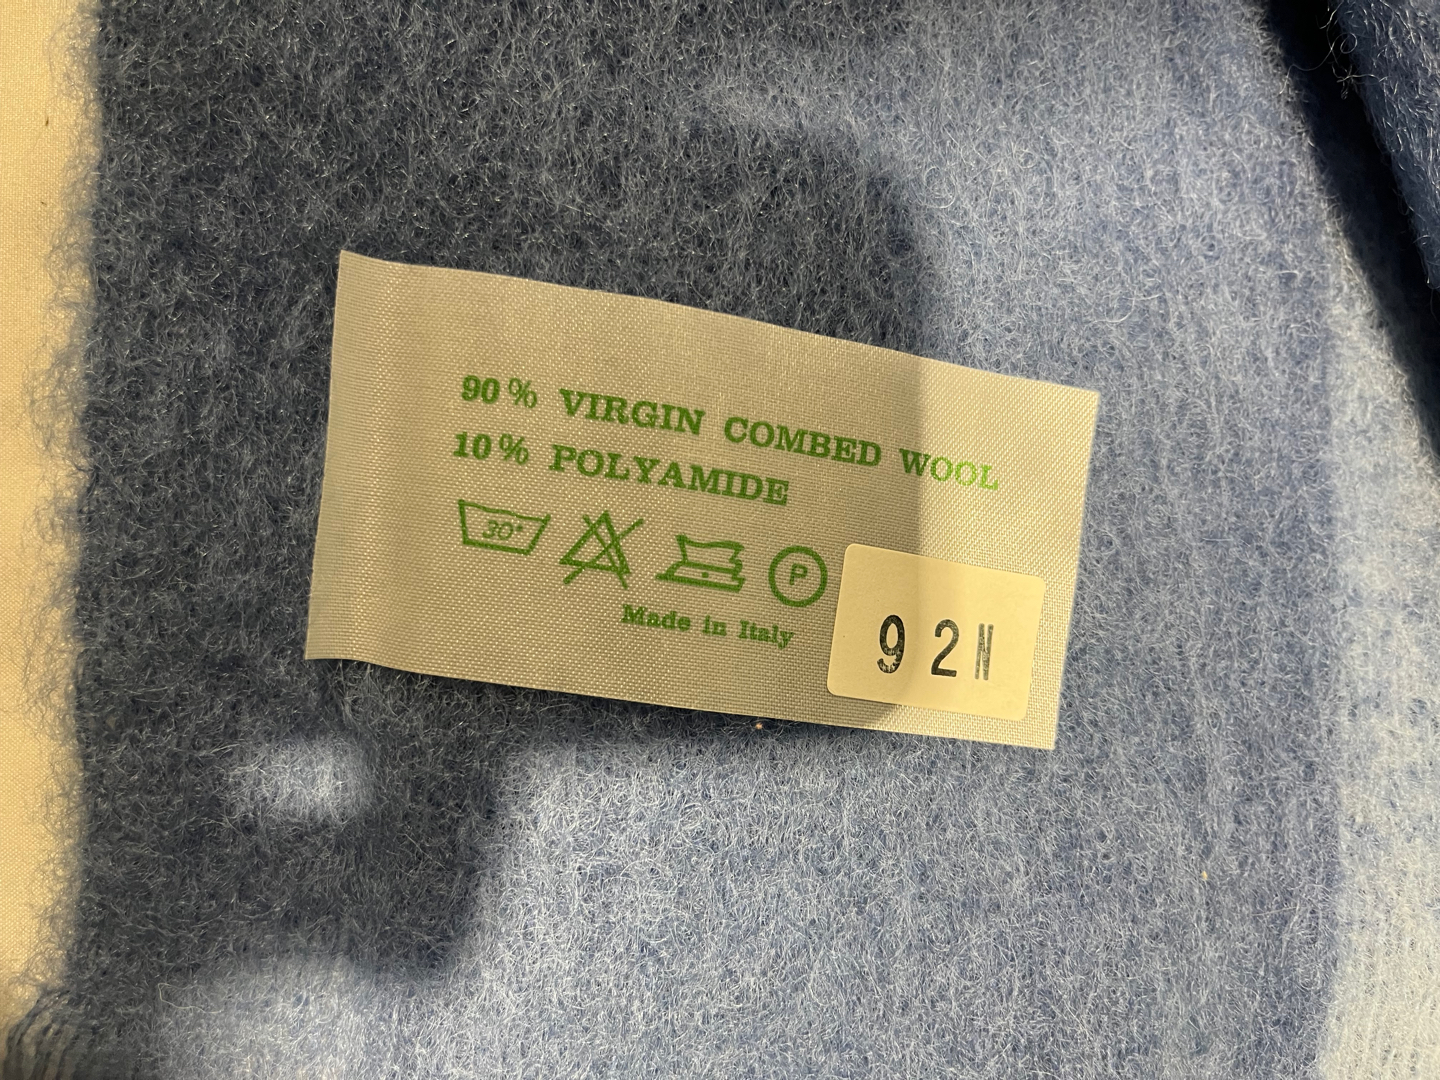 90% VIRGIN COMBED WOOL
10% POLYAMIDE
30°
P
Made in Italy
92N